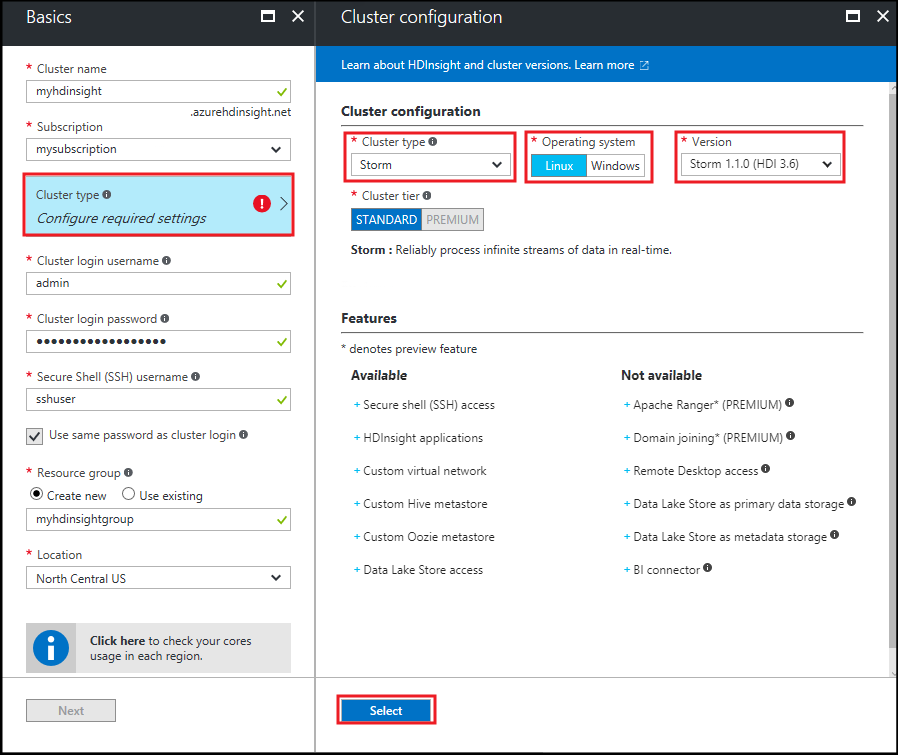 Basics
* Cluster name
myhdinsight
.azurehdinsight.net
* Subscription
mysubscription
Cluster type
Configure required settings
* Cluster login username
admin
* Cluster login password
••••••••••••••••••
* Secure Shell (SSH) username
sshuser
Use same password as cluster login
* Resource group
Create new Use existing
myhdinsightgroup
* Location
North Central US
Click here to check your cores
usage in each region.
Next
Cluster configuration
Learn about HDInsight and cluster versions. Learn more
Cluster configuration
* Cluster type * Operating system * Version
Storm Linux Windows Storm 1.1.0 (HDI 3.6)
* Cluster tier
STANDARD PREMIUM
Storm : Reliably process infinite streams of data in real-time.
Features
* denotes preview feature
Available
+ Secure shell (SSH) access
+ HDInsight applications
+ Custom virtual network
+ Custom Hive metastore
+ Custom Oozie metastore
+ Data Lake Store access
Not available
+ Apache Ranger* (PREMIUM)
+ Domain joining* (PREMIUM)
+ Remote Desktop access
+ Data Lake Store as primary data storage
+ Data Lake Store as metadata storage
+ BI connector
Select